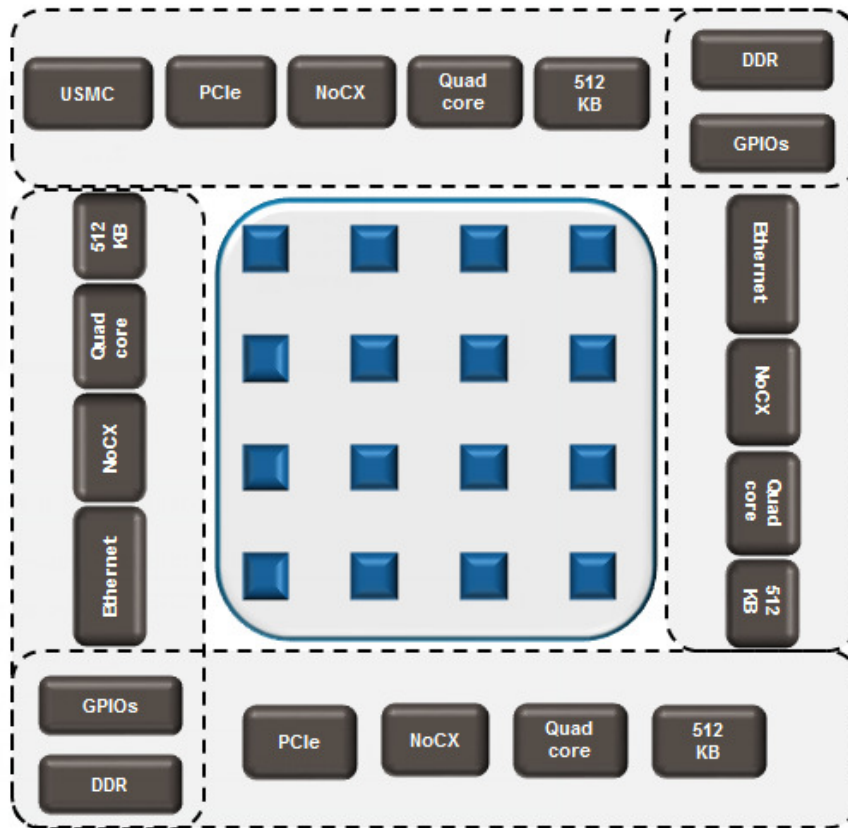 USMC
PCIe
NoCX
Quad
core
512
KB
DDR
GPIOs
512
KB
Quad
core
NoCX
Ethernet
Ethernet
NoCX
Quad
core
512
KB
GPIOs
DDR
PCIe
NoCX
Quad
core
512
KB